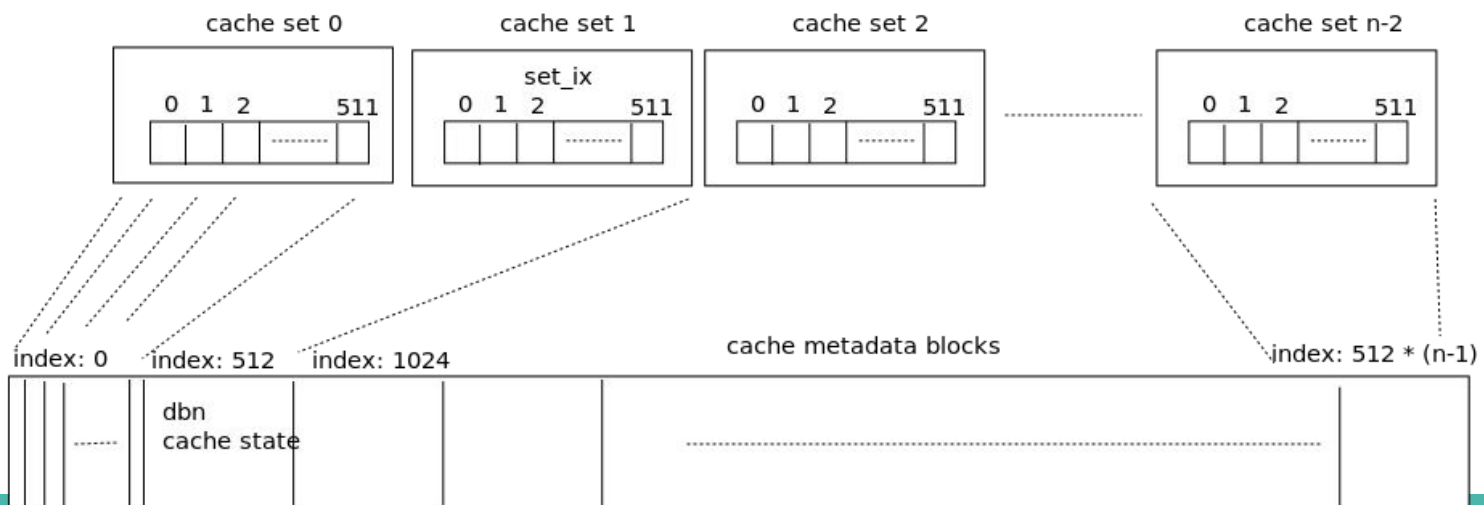 cache set 0
cache set 1
cache set 2
cache set n-2
set_ix
0 1 2 511
0 1 2 511
0 1 2 511
0 1 2 511
cache metadata blocks
index: 0
index: 512
index: 1024
index: 512 * (n-1)
dbn
cache state